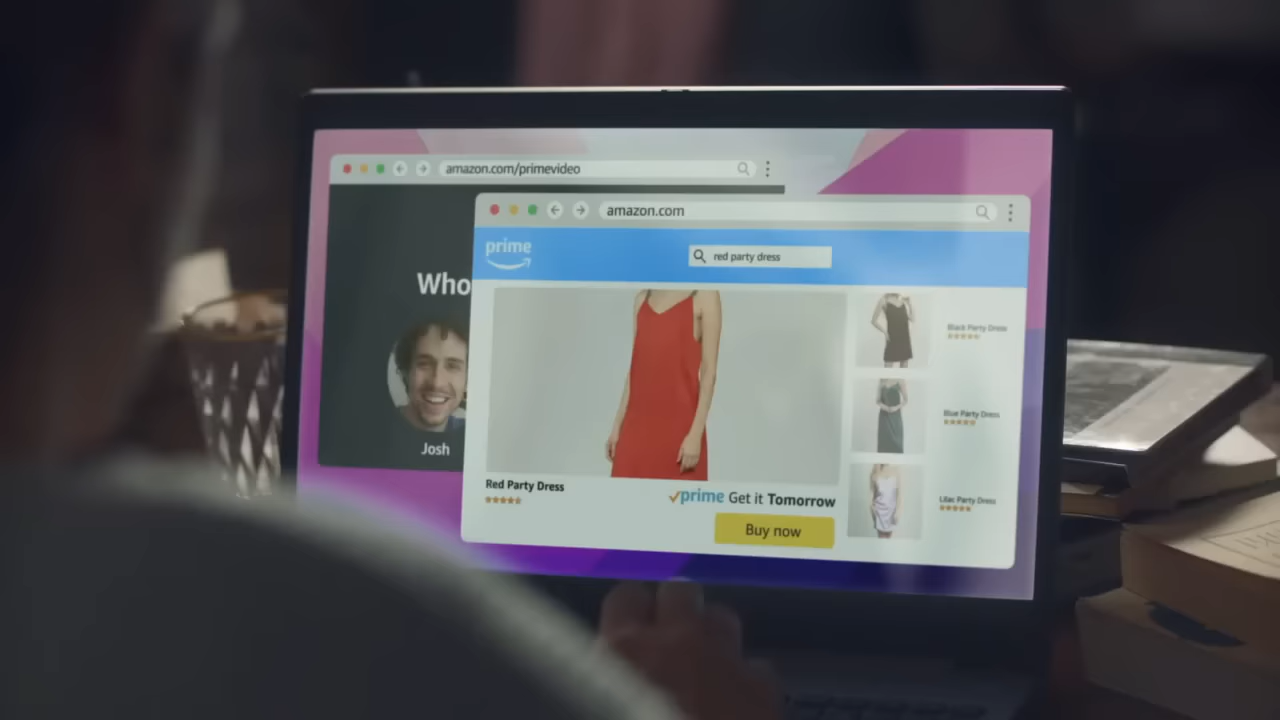 amazon.com/primevideo
amazon.com
prime
red party dress
Who
Josh
Red Party Dress
prime Get it Tomorrow
Buy now
Black Party Dress
Blue Party Dress
Lilac Party Dress